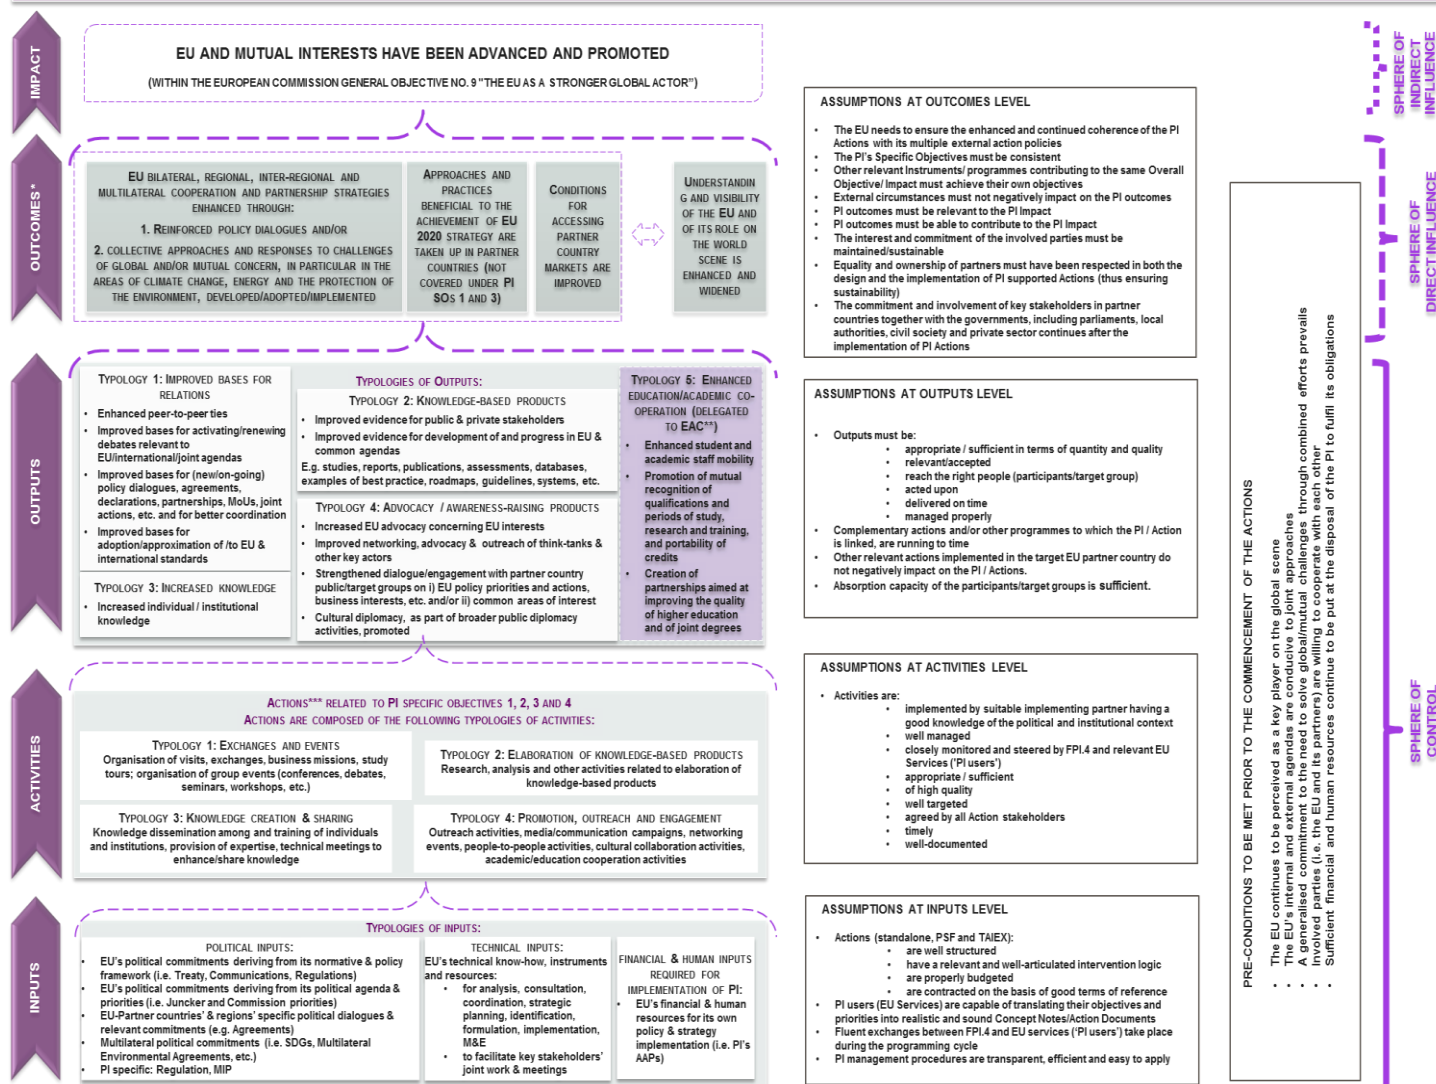 IMPACT
EU AND MUTUAL INTERESTS HAVE BEEN ADVANCED AND PROMOTED
(WITHIN THE EUROPEAN COMMISSION GENERAL OBJECTIVE NO. 9 "THE EU AS A STRONGER GLOBAL ACTOR")
OUTCOMES*
EU BILATERAL, REGIONAL, INTER-REGIONAL AND
MULTILATERAL COOPERATION AND PARTNERSHIP STRATEGIES
ENHANCED THROUGH:
1. REINFORCED POLICY DIALOGUES AND/OR
2. COLLECTIVE APPROACHES AND RESPONSES TO CHALLENGES
OF GLOBAL AND/OR MUTUAL CONCERN, IN PARTICULAR IN THE
AREAS OF CLIMATE CHANGE, ENERGY AND THE PROTECTION OF
THE ENVIRONMENT, DEVELOPED/ADOPTED/IMPLEMENTED
APPROACHES AND
PRACTICES
BENEFICIAL TO THE
ACHIEVEMENT OF EU
2020 STRATEGY ARE
TAKEN UP IN PARTNER
COUNTRIES (NOT
COVERED UNDER PI
SOS 1 AND 3)
CONDITIONS
FOR
ACCESSING
PARTNER
COUNTRY
MARKETS ARE
IMPROVED
UNDERSTANDIN
G AND VISIBILITY
OF THE EU AND
OF ITS ROLE ON
THE WORLD
SCENE IS
ENHANCED AND
WIDENED
OUTPUTS
TYPOLOGIES OF OUTPUTS:
TYPOLOGY 1: IMPROVED BASES FOR
RELATIONS
• Enhanced peer-to-peer ties
• Improved bases for activating/renewing
debates relevant to
EU/international/joint agendas
• Improved bases for (new/on-going)
policy dialogues, agreements,
declarations, partnerships, MoUs, joint
actions, etc. and for better coordination
• Improved bases for
adoption/approximation of /to EU &
international standards
TYPOLOGY 3: INCREASED KNOWLEDGE
• Increased individual / institutional
knowledge
TYPOLOGY 2: KNOWLEDGE-BASED PRODUCTS
• Improved evidence for public & private stakeholders
• Improved evidence for development of and progress in EU &
common agendas
E.g. studies, reports, publications, assessments, databases,
examples of best practice, roadmaps, guidelines, systems, etc.
TYPOLOGY 4: ADVOCACY / AWARENESS-RAISING PRODUCTS
• Increased EU advocacy concerning EU interests
• Improved networking, advocacy & outreach of think-tanks &
other key actors
• Strengthened dialogue/engagement with partner country
public/target groups on i) EU policy priorities and actions,
business interests, etc. and/or ii) common areas of interest
• Cultural diplomacy, as part of broader public diplomacy
activities, promoted
TYPOLOGY 5: ENHANCED
EDUCATION/ACADEMIC CO-
OPERATION (DELEGATED
TO EAC**)
• Enhanced student and
academic staff mobility
• Promotion of mutual
recognition of
qualifications and
periods of study,
research and training,
and portability of
credits
• Creation of
partnerships aimed at
improving the quality
of higher education
and of joint degrees
ACTIVITIES
ACTIONS*** RELATED TO PI SPECIFIC OBJECTIVES 1, 2, 3 AND 4
ACTIONS ARE COMPOSED OF THE FOLLOWING TYPOLOGIES OF ACTIVITIES:
TYPOLOGY 1: EXCHANGES AND EVENTS
Organisation of visits, exchanges, business missions, study
tours; organisation of group events (conferences, debates,
seminars, workshops, etc.)
TYPOLOGY 2: ELABORATION OF KNOWLEDGE-BASED PRODUCTS
Research, analysis and other activities related to elaboration of
knowledge-based products
TYPOLOGY 3: KNOWLEDGE CREATION & SHARING
Knowledge dissemination among and training of individuals
and institutions, provision of expertise, technical meetings to
enhance/share knowledge
TYPOLOGY 4: PROMOTION, OUTREACH AND ENGAGEMENT
Outreach activities, media/communication campaigns, networking
events, people-to-people activities, cultural collaboration activities,
academic/education cooperation activities
INPUTS
TYPOLOGIES OF INPUTS:
POLITICAL INPUTS:
• EU's political commitments deriving from its normative & policy
framework (i.e. Treaty, Communications, Regulations)
• EU's political commitments deriving from its political agenda &
priorities (i.e. Juncker and Commission priorities)
• EU-Partner countries' & regions' specific political dialogues &
relevant commitments (e.g. Agreements)
• Multilateral political commitments (i.e. SDGs, Multilateral
Environmental Agreements, etc.)
• PI specific: Regulation, MIP
TECHNICAL INPUTS:
EU's technical know-how, instruments
and resources:
• for analysis, consultation,
coordination, strategic
planning, identification,
formulation, implementation,
M&E
• to facilitate key stakeholders'
joint work & meetings
FINANCIAL & HUMAN INPUTS
REQUIRED FOR
IMPLEMENTATION OF PI:
• EU's financial & human
resources for its own
policy & strategy
implementation (i.e. PI's
AAPs)
ASSUMPTIONS AT OUTCOMES LEVEL
• The EU needs to ensure the enhanced and continued coherence of the PI
Actions with its multiple external action policies
• The PI's Specific Objectives must be consistent
• Other relevant Instruments/ programmes contributing to the same Overall
Objective/ Impact must achieve their own objectives
• External circumstances must not negatively impact on the PI outcomes
• PI outcomes must be relevant to the PI Impact
• PI outcomes must be able to contribute to the PI Impact
• The interest and commitment of the involved parties must be
maintained/sustainable
• Equality and ownership of partners must have been respected in both the
design and the implementation of PI supported Actions (thus ensuring
sustainability)
• The commitment and involvement of key stakeholders in partner
countries together with the governments, including parliaments, local
authorities, civil society and private sector continues after the
implementation of PI Actions
ASSUMPTIONS AT OUTPUTS LEVEL
• Outputs must be:
• appropriate / sufficient in terms of quantity and quality
• relevant/accepted
• reach the right people (participants/target group)
• acted upon
• delivered on time
• managed properly
• Complementary actions and/or other programmes to which the PI / Action
is linked, are running to time
• Other relevant actions implemented in the target EU partner country do
not negatively impact on the PI / Actions.
• Absorption capacity of the participants/target groups is sufficient.
ASSUMPTIONS AT ACTIVITIES LEVEL
• Activities are:
• implemented by suitable implementing partner having a
good knowledge of the political and institutional context
• well managed
• closely monitored and steered by FPI.4 and relevant EU
Services ('PI users')
• appropriate / sufficient
• of high quality
• well targeted
• agreed by all Action stakeholders
• timely
• well-documented
ASSUMPTIONS AT INPUTS LEVEL
• Actions (standalone, PSF and TAIEX):
• are well structured
• have a relevant and well-articulated intervention logic
• are properly budgeted
• are contracted on the basis of good terms of reference
• PI users (EU Services) are capable of translating their objectives and
priorities into realistic and sound Concept Notes/Action Documents
• Fluent exchanges between FPI.4 and EU services ('PI users') take place
during the programming cycle
• PI management procedures are transparent, efficient and easy to apply
PRE-CONDITIONS TO BE MET PRIOR TO THE COMMENCEMENT OF THE ACTIONS
• The EU continues to be perceived as a key player on the global scene
• The EU's internal and external agendas are conducive to joint approaches
• A generalised commitment to the need to solve global/mutual challenges through combined efforts prevails
• Involved parties (i.e. the EU and its partners) are willing to cooperate with each other
• Sufficient financial and human resources continue to be put at the disposal of the PI to fulfil its obligations
SPHERE OF
INDIRECT
INFLUENCE
SPHERE OF
DIRECT INFLUENCE
SPHERE OF
CONTROL